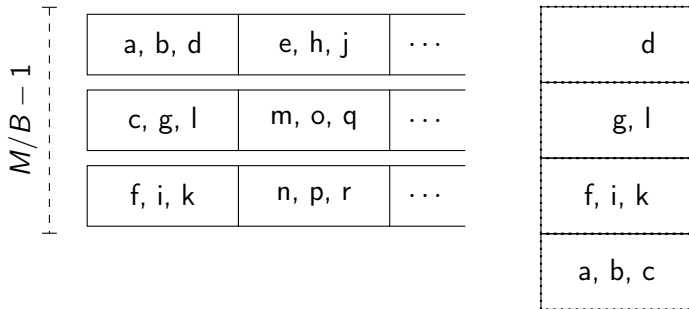 M/B − 1
a, b, d e, h, j ···
c, g, l m, o, q ···
f, i, k n, p, r ···
d
g, l
f, i, k
a, b, c